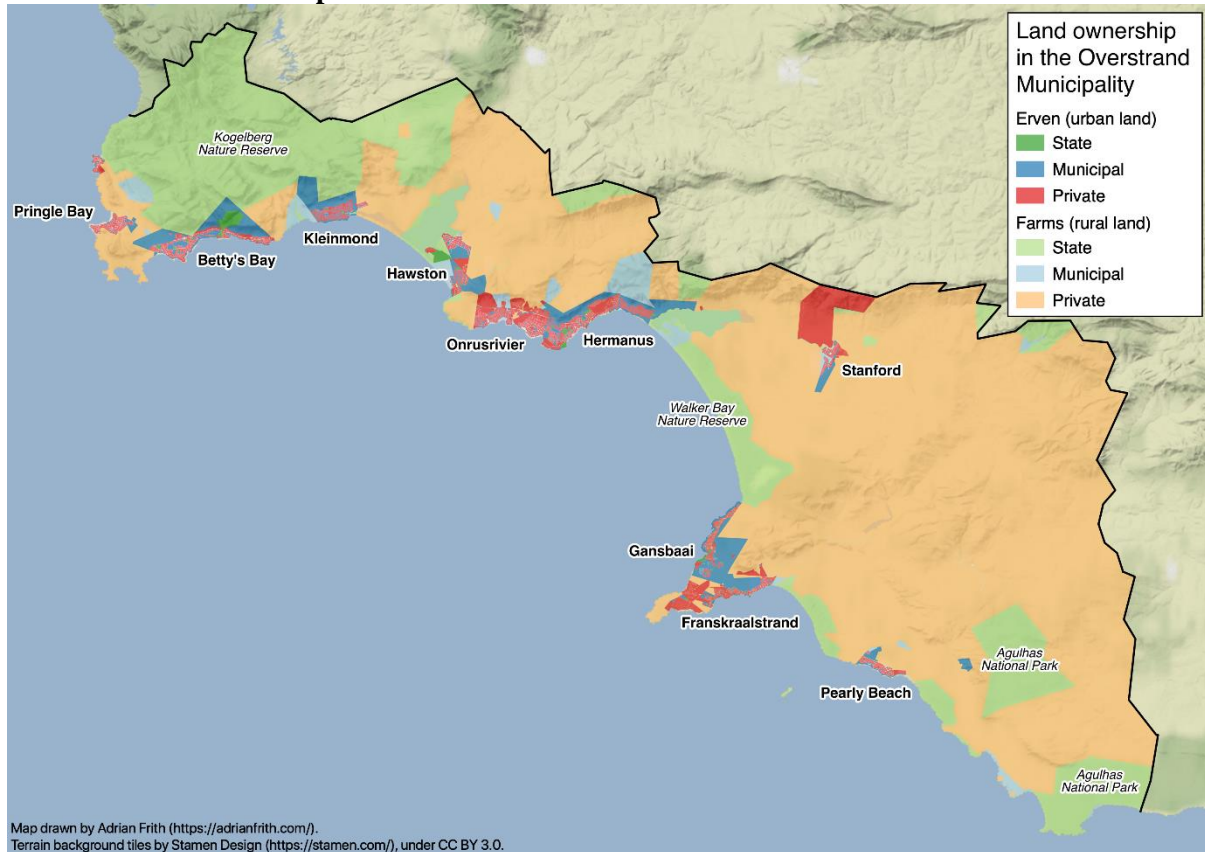 Land ownership
in the Overstrand
Municipality
Erven (urban land)
State
Municipal
Private
Farms (rural land)
State
Municipal
Private
Kogelberg
Nature Reserve
Pringle Bay
Betty's Bay
Kleinmond
Hawston
Onrusrivier
Hermanus
Stanford
Walker Bay
Nature Reserve
Gansbaai
Franskraalstrand
Pearly Beach
Agulhas
National Park
Agulhas
National Park
Map drawn by Adrian Frith (https://adrianfrith.com/).
Terrain background tiles by Stamen Design (https://stamen.com/), under CC BY 3.0.